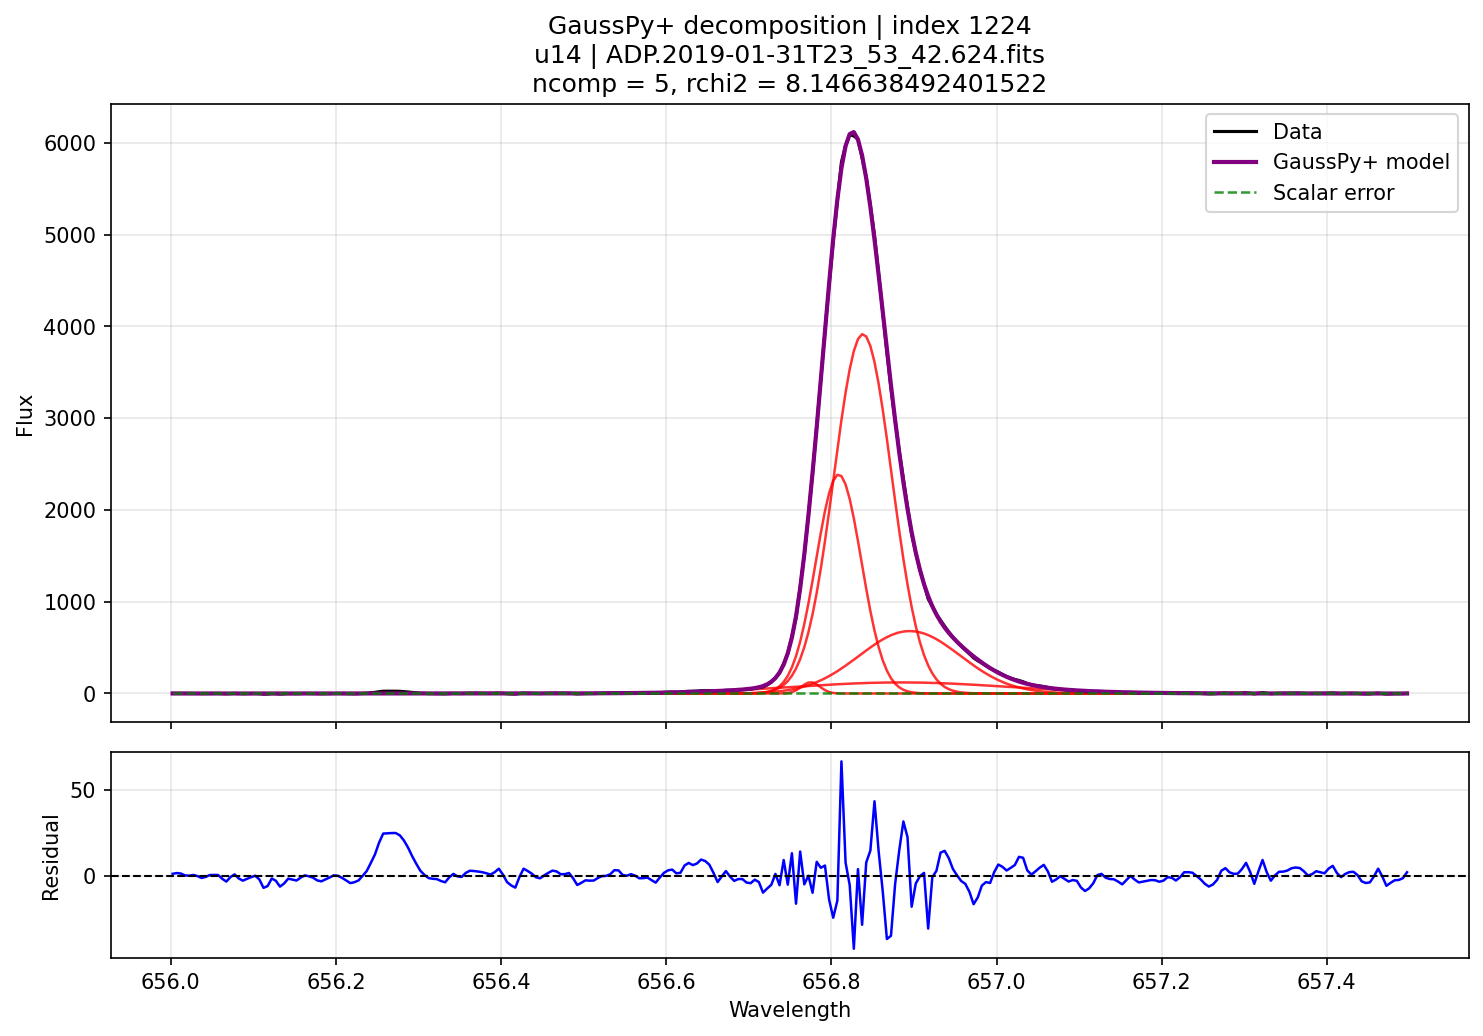 GaussPy+ decomposition | index 1224
u14 | ADP.2019-01-31T23_53_42.624.fits
ncomp = 5, rchi2 = 8.146638492401522
Data
GaussPy+ model
Scalar error
Flux
6000
5000
4000
3000
2000
1000
0
Residual
50
0
656.0 656.2 656.4 656.6 656.8 657.0 657.2 657.4
Wavelength